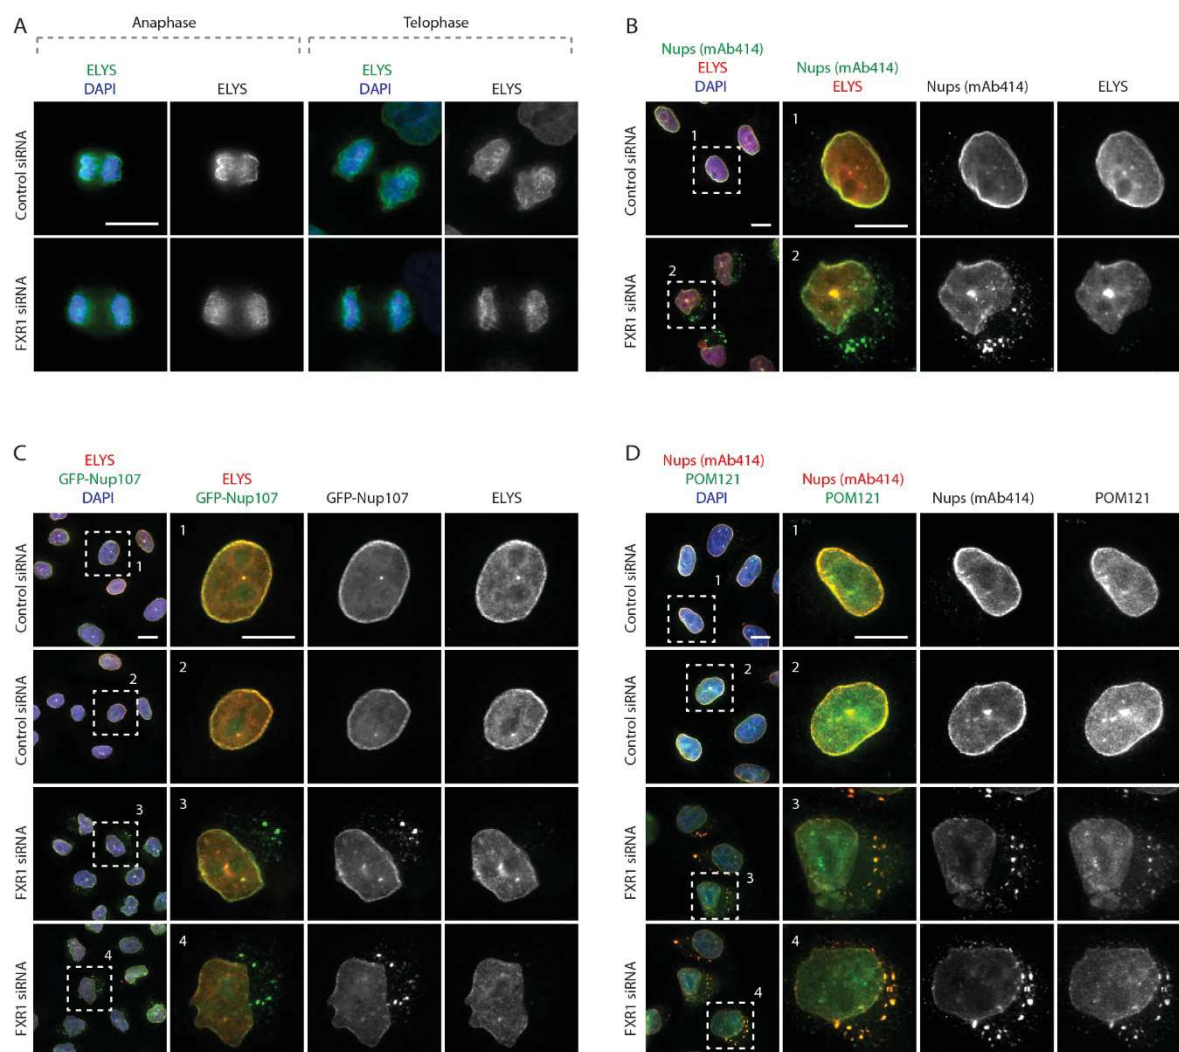 A
Anaphase
Telophase
ELYS
DAPI
ELYS
ELYS
DAPI
ELYS
Control siRNA
FXR1 siRNA
B
Nups (mAb414)
ELYS
DAPI
Nups (mAb414)
ELYS
Nups (mAb414)
ELYS
Control siRNA
1
1
FXR1 siRNA
2
2
C
ELYS
GFP-Nup107
DAPI
ELYS
GFP-Nup107
GFP-Nup107
ELYS
Control siRNA
1
1
Control siRNA
2
2
FXR1 siRNA
3
3
FXR1 siRNA
4
4
D
Nups (mAb414)
POM121
DAPI
Nups (mAb414)
POM121
Nups (mAb414)
POM121
Control siRNA
1
1
Control siRNA
2
2
FXR1 siRNA
3
3
FXR1 siRNA
4
4